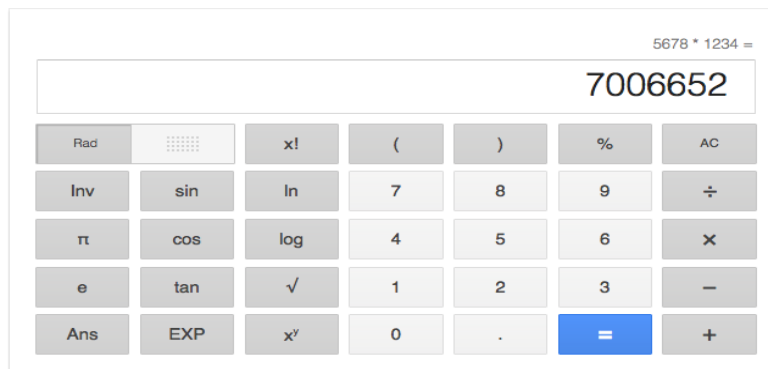 5678 * 1234 =
7006652
Rad x! ( ) % AC
Inv sin ln 7 8 9 ÷
π cos log 4 5 6 ×
e tan √ 1 2 3 −
Ans EXP xʸ 0 . = +